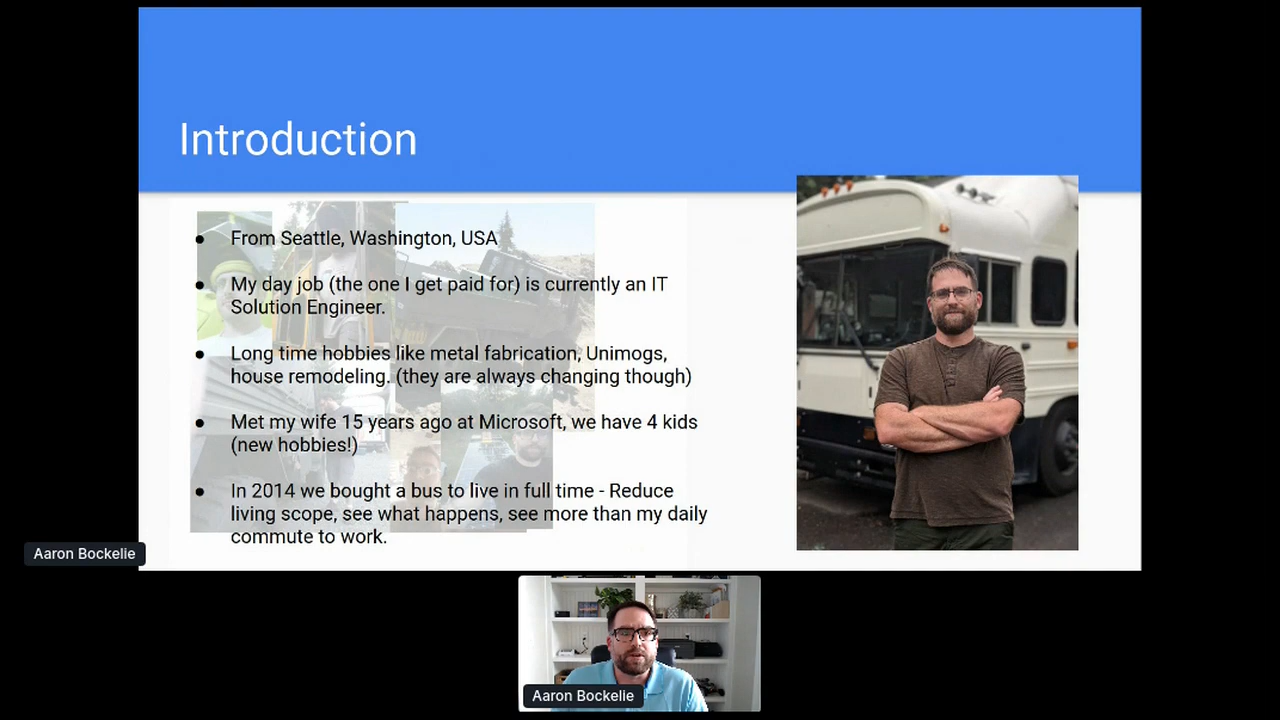 Introduction
From Seattle, Washington, USA
My day job (the one I get paid for) is currently an IT
Solution Engineer.
Long time hobbies like metal fabrication, Unimogs,
house remodeling. (they are always changing though)
Met my wife 15 years ago at Microsoft, we have 4 kids
(new hobbies!)
In 2014 we bought a bus to live in full time - Reduce
living scope, see what happens, see more than my daily
commute to work.
Aaron Bockelie
Aaron Bockelie